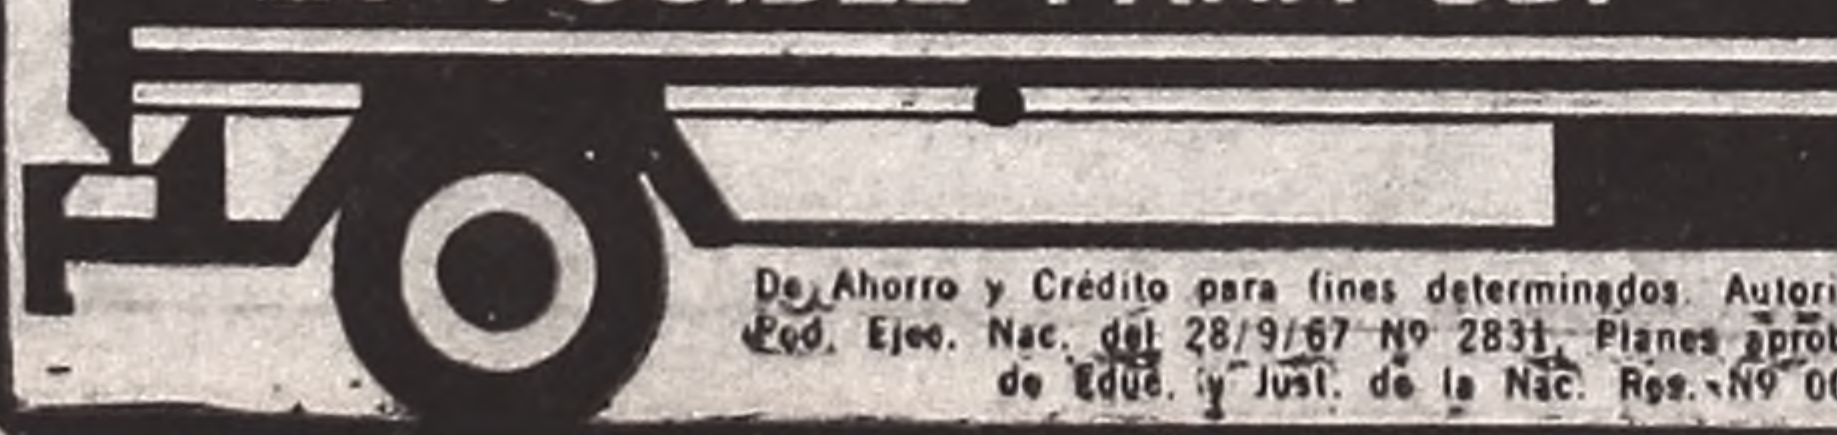 De Ahorro y Crédito para fines determinados. Autori
Pod. Ejec. Nac. del 28/9/67 Nº 2831, Planes aprob
de Educ. y Just. de la Nac. Res. Nº 00